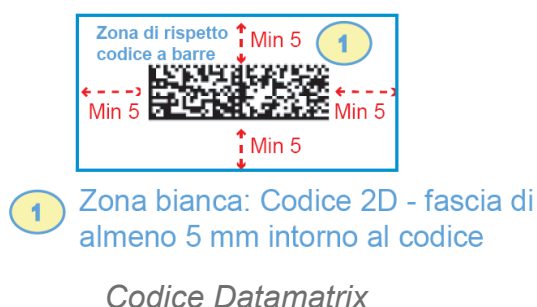 Zona di rispetto
codice a barre
Min 5
1
Min 5
Min 5
Min 5
1
Zona bianca: Codice 2D - fascia di
almeno 5 mm intorno al codice
Codice Datamatrix